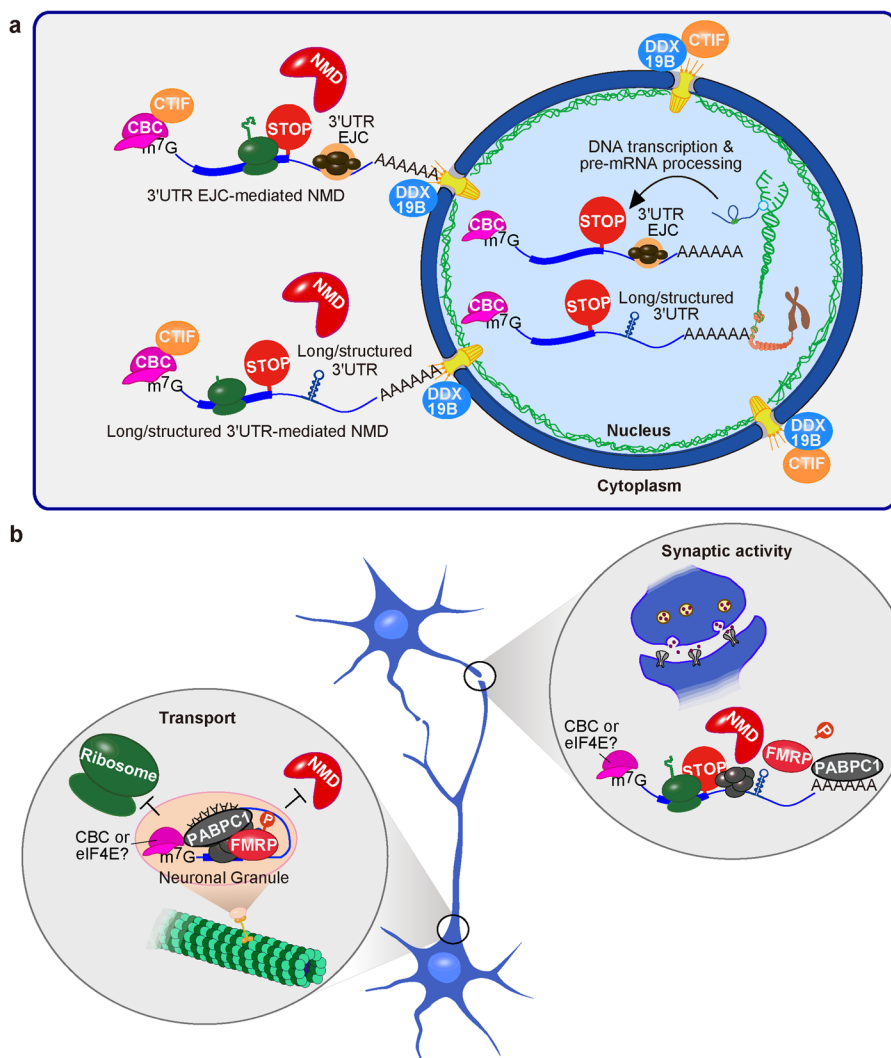 a
DDX
19B
CTIF
NMD
CTIF
CBC
m⁷G
STOP
3'UTR
EJC
AAAAAA
DDX
19B
3'UTR EJC-mediated NMD
DNA transcription &
pre-mRNA processing
CBC
m⁷G
STOP
3'UTR
EJC
AAAAAA
CBC
m⁷G
STOP
Long/structured
3'UTR
AAAAAA
NMD
CTIF
CBC
m⁷G
STOP
Long/structured
3'UTR
AAAAAA
DDX
19B
Long/structured 3'UTR-mediated NMD
Nucleus
Cytoplasm
DDX
19B
CTIF
b
Synaptic activity
CBC or
eIF4E?
m⁷G
STOP
NMD
FMRP
P
PABPC1
AAAAAA
Transport
Ribosome
NMD
AAAAAA
PABPC1
P
FMRP
CBC or
eIF4E?
m⁷G
Neuronal Granule